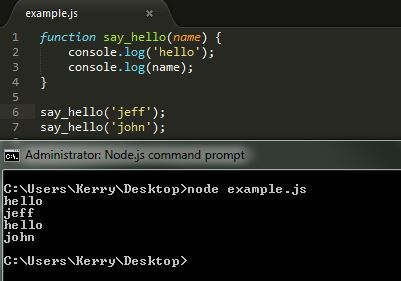 example.js ×
1 function say_hello(name) {
2     console.log('hello');
3     console.log(name);
4 }
5
6 say_hello('jeff');
7 say_hello('john');
C:\. Administrator: Node.js command prompt
C:\Users\Kerry\Desktop>node example.js
hello
jeff
hello
john
C:\Users\Kerry\Desktop>